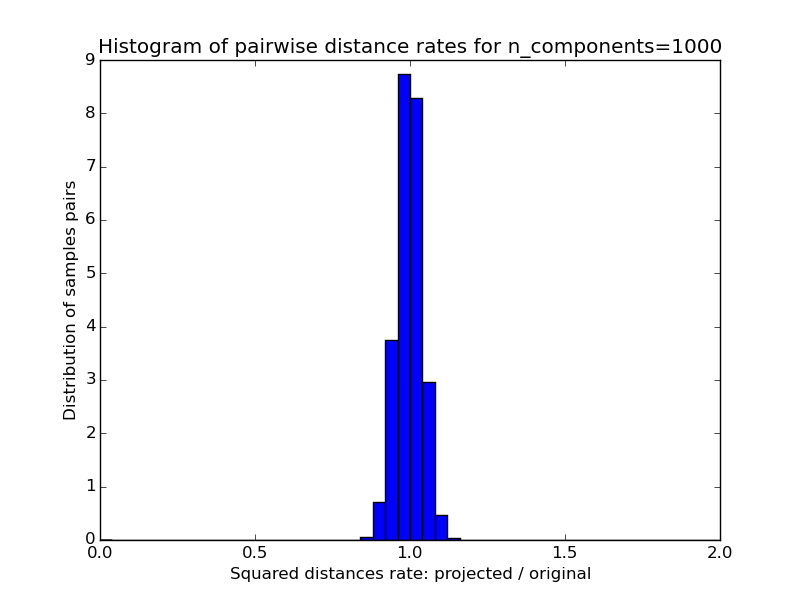 Histogram of pairwise distance rates for n_components=1000
9
8
7
6
5
4
3
2
1
0
Distribution of samples pairs
0.0 0.5 1.0 1.5 2.0
Squared distances rate: projected / original